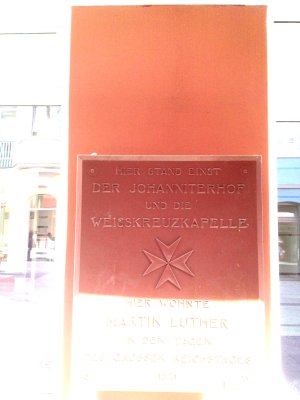 HIER STAND EINST
DER JOHANNITERHOF
UND DIE
WEISSKREUZKAPELLE
HIER WOHNTE
MARTIN LUTHER
IN DEN TAGEN
DES GROSSEN REICHSTAGES